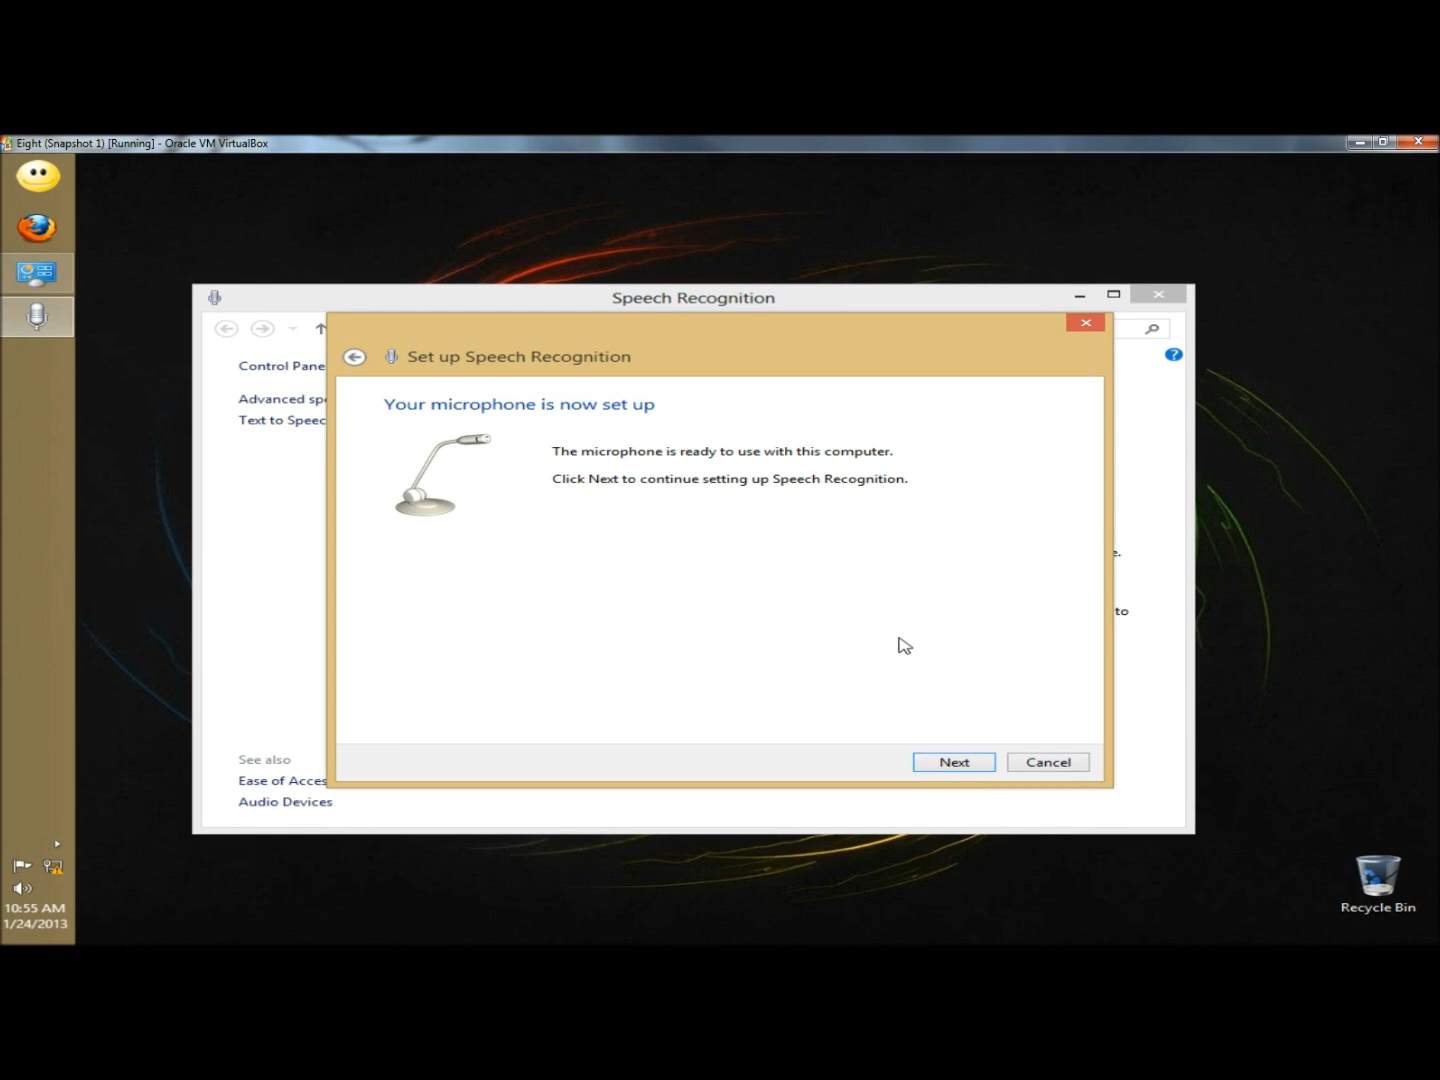 Eight (Snapshot 1) [Running] - Oracle VM VirtualBox
Speech Recognition
Set up Speech Recognition
Control Pane
Advanced sp
Text to Speec
Your microphone is now set up
The microphone is ready to use with this computer.
Click Next to continue setting up Speech Recognition.
e.
to
See also
Ease of Acces
Audio Devices
Next
Cancel
10:55 AM
1/24/2013
Recycle Bin